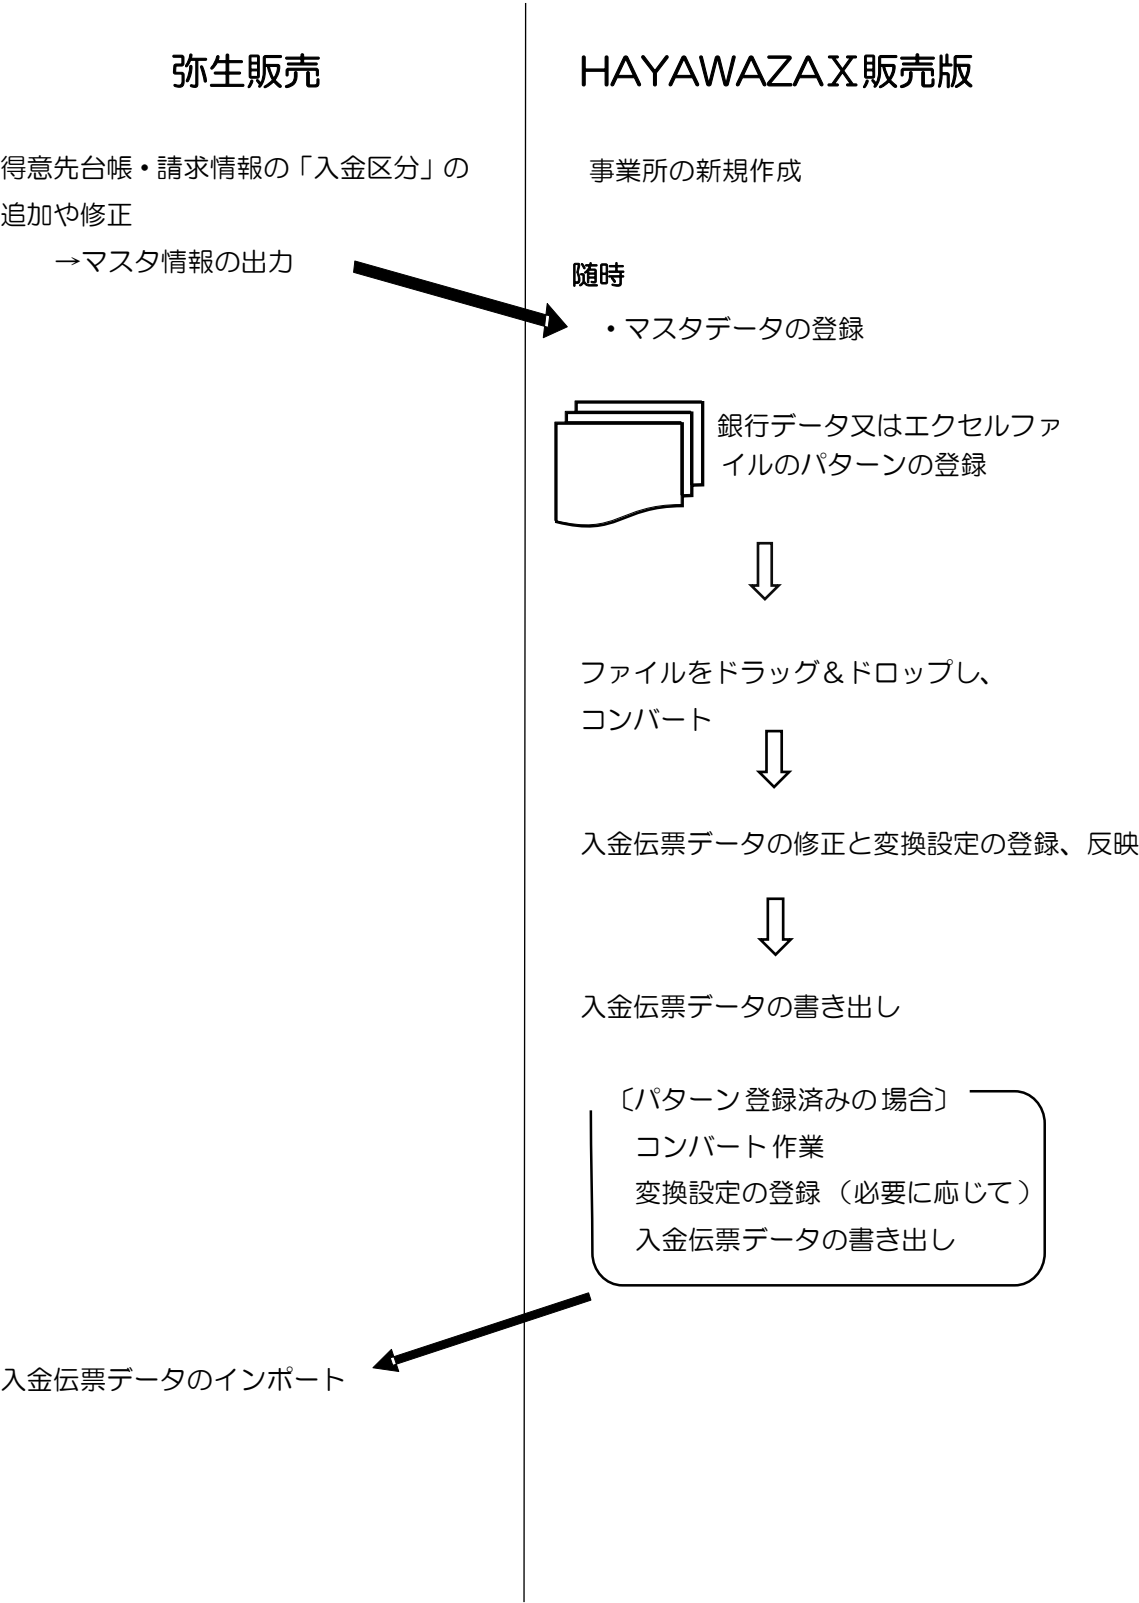 弥生販売
得意先台帳・請求情報の「入金区分」の
追加や修正
→マスタ情報の出力
HAYAWAZAⅩ販売版
事業所の新規作成
随時
・マスタデータの登録
銀行データ又はエクセルファ
イルのパターンの登録
ファイルをドラッグ＆ドロップし、
コンバート
入金伝票データの修正と変換設定の登録、反映
入金伝票データの書き出し
〔パターン登録済みの場合〕
コンバート作業
変換設定の登録（必要に応じて）
入金伝票データの書き出し
入金伝票データのインポート